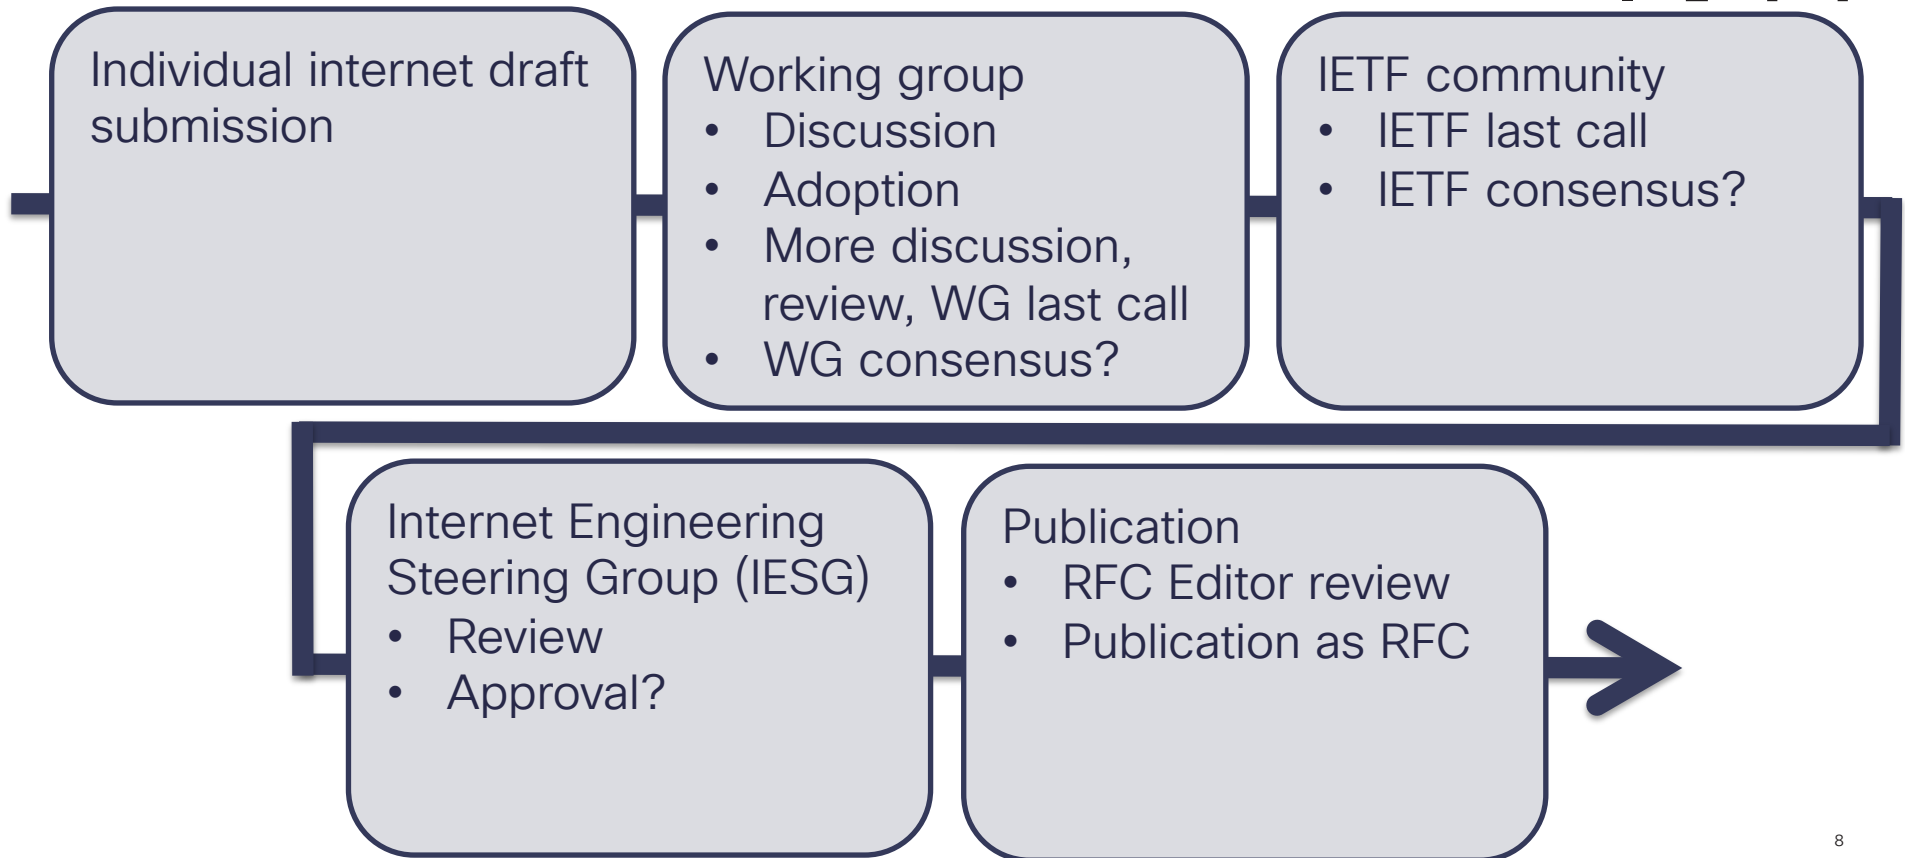 Individual internet draft
submission
Working group
• Discussion
• Adoption
• More discussion,
review, WG last call
• WG consensus?
IETF community
• IETF last call
• IETF consensus?
Internet Engineering
Steering Group (IESG)
• Review
• Approval?
Publication
• RFC Editor review
• Publication as RFC
8